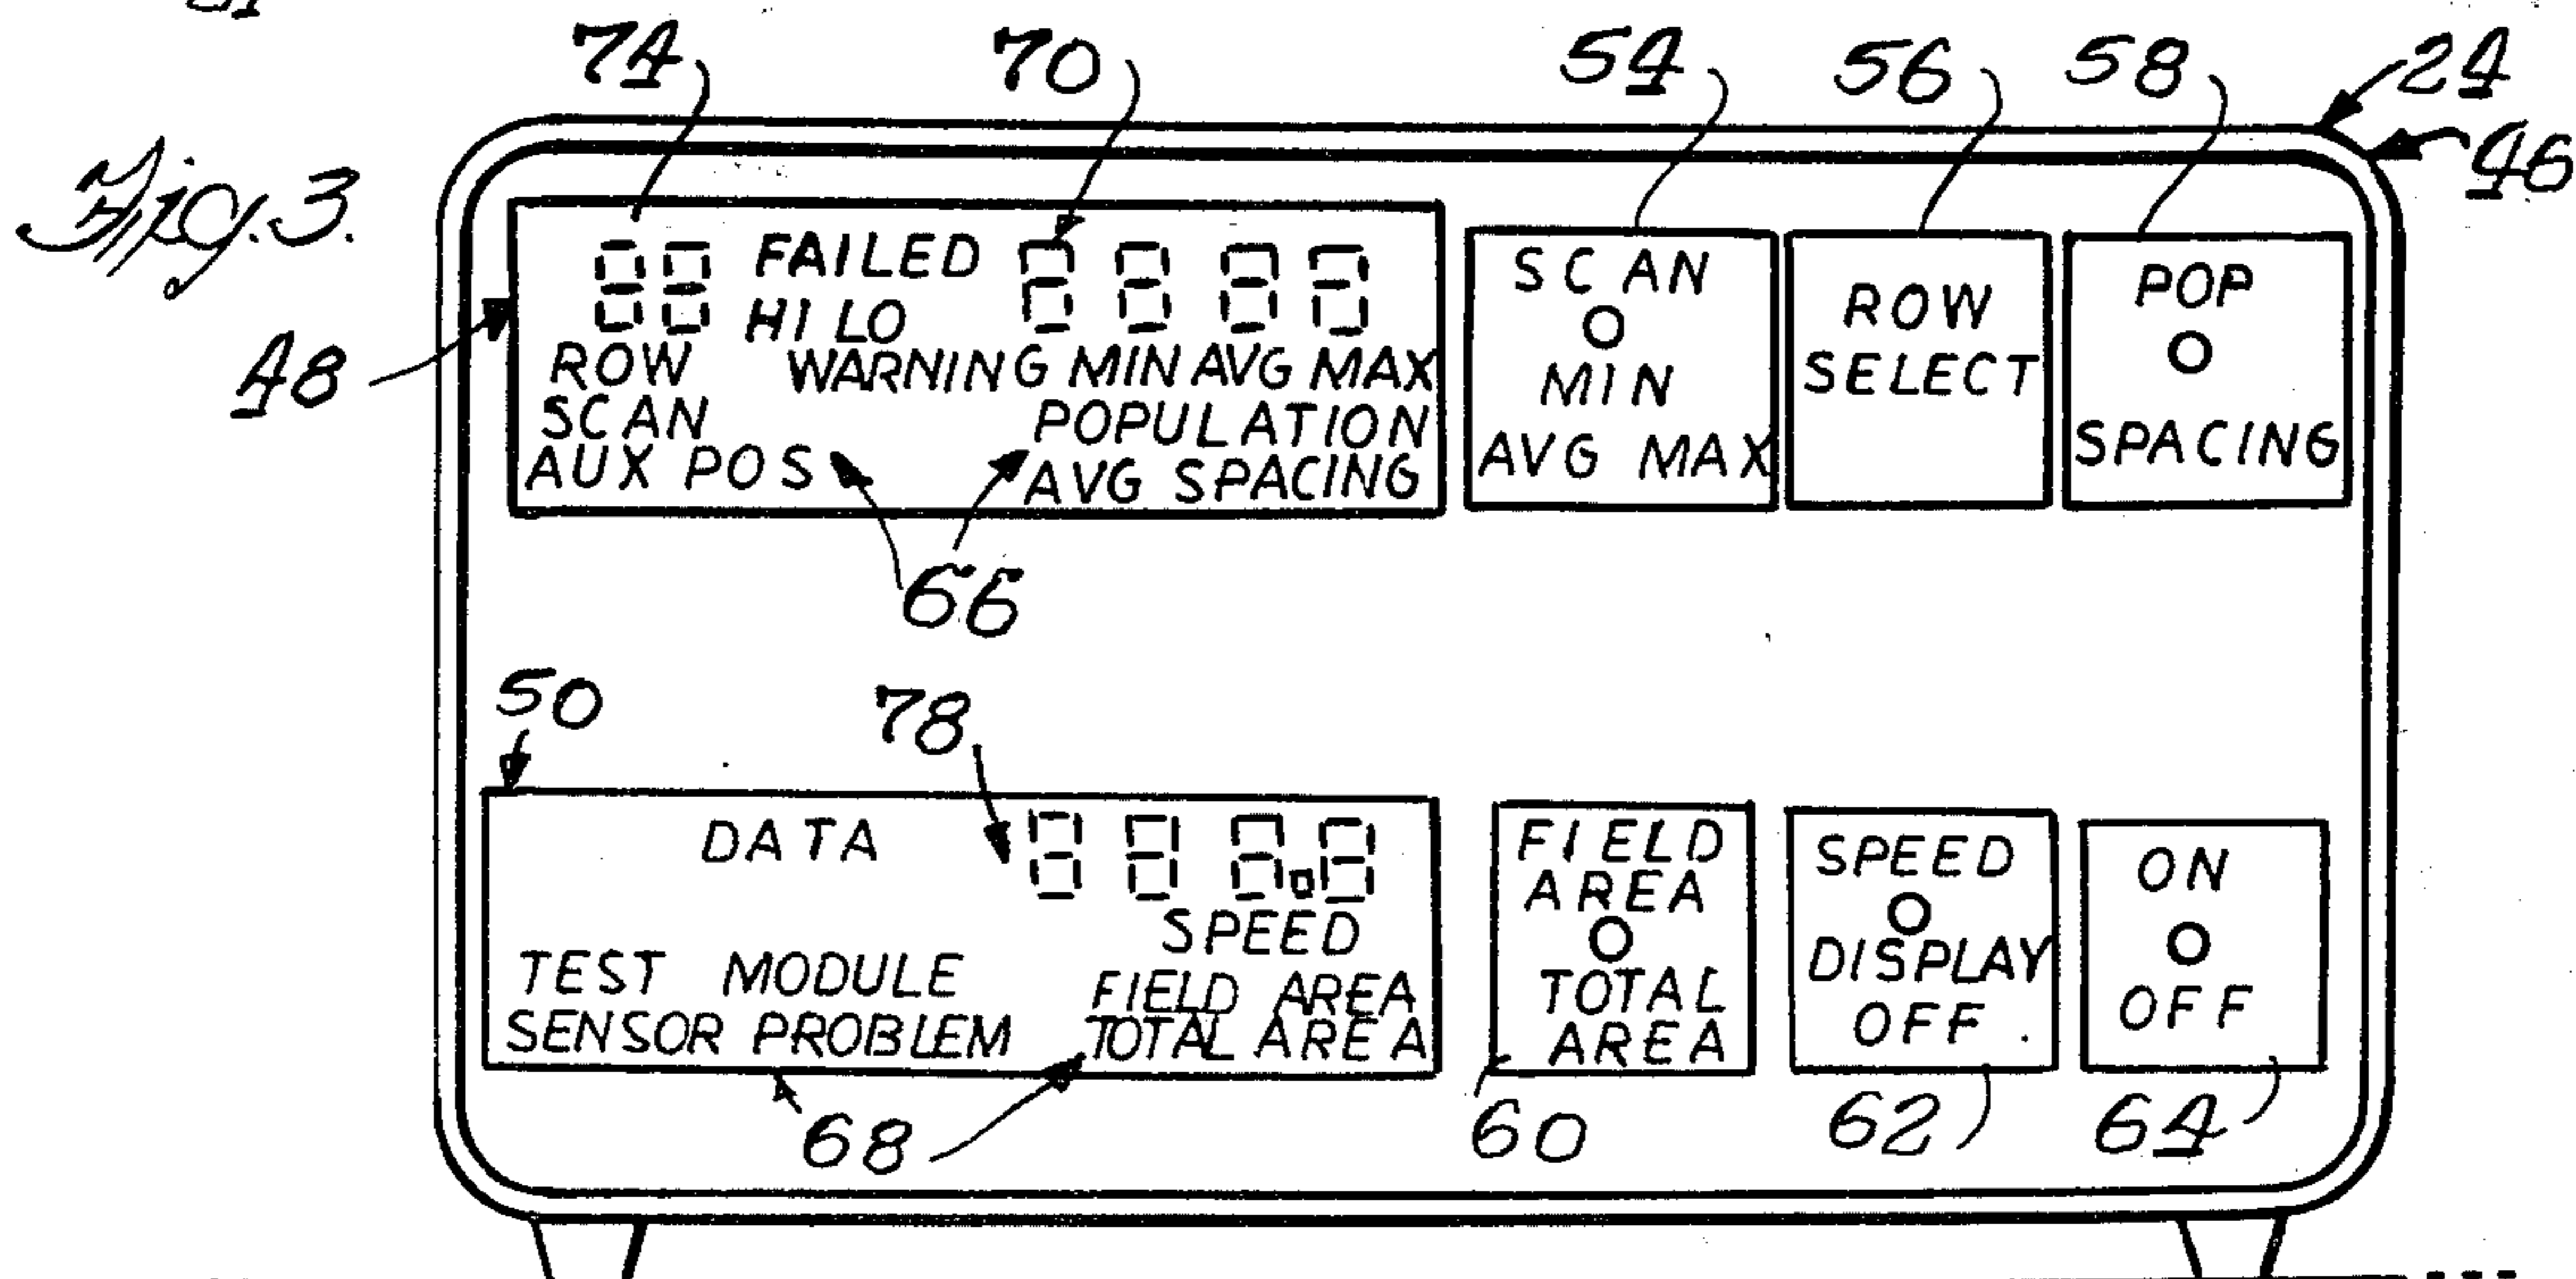 74 70 54 56 58 24
46
Fig. 3.
48
FAILED
HI LO
ROW WARNING MIN AVG MAX
SCAN POPULATION
AUX POS AVG SPACING
66
SCAN
MIN
AVG MAX
ROW
SELECT
POP
SPACING
50
78
DATA
SPEED
TEST MODULE FIELD AREA
SENSOR PROBLEM TOTAL AREA
68
FIELD
AREA
TOTAL
AREA
60
SPEED
DISPLAY
OFF
62
ON
OFF
64